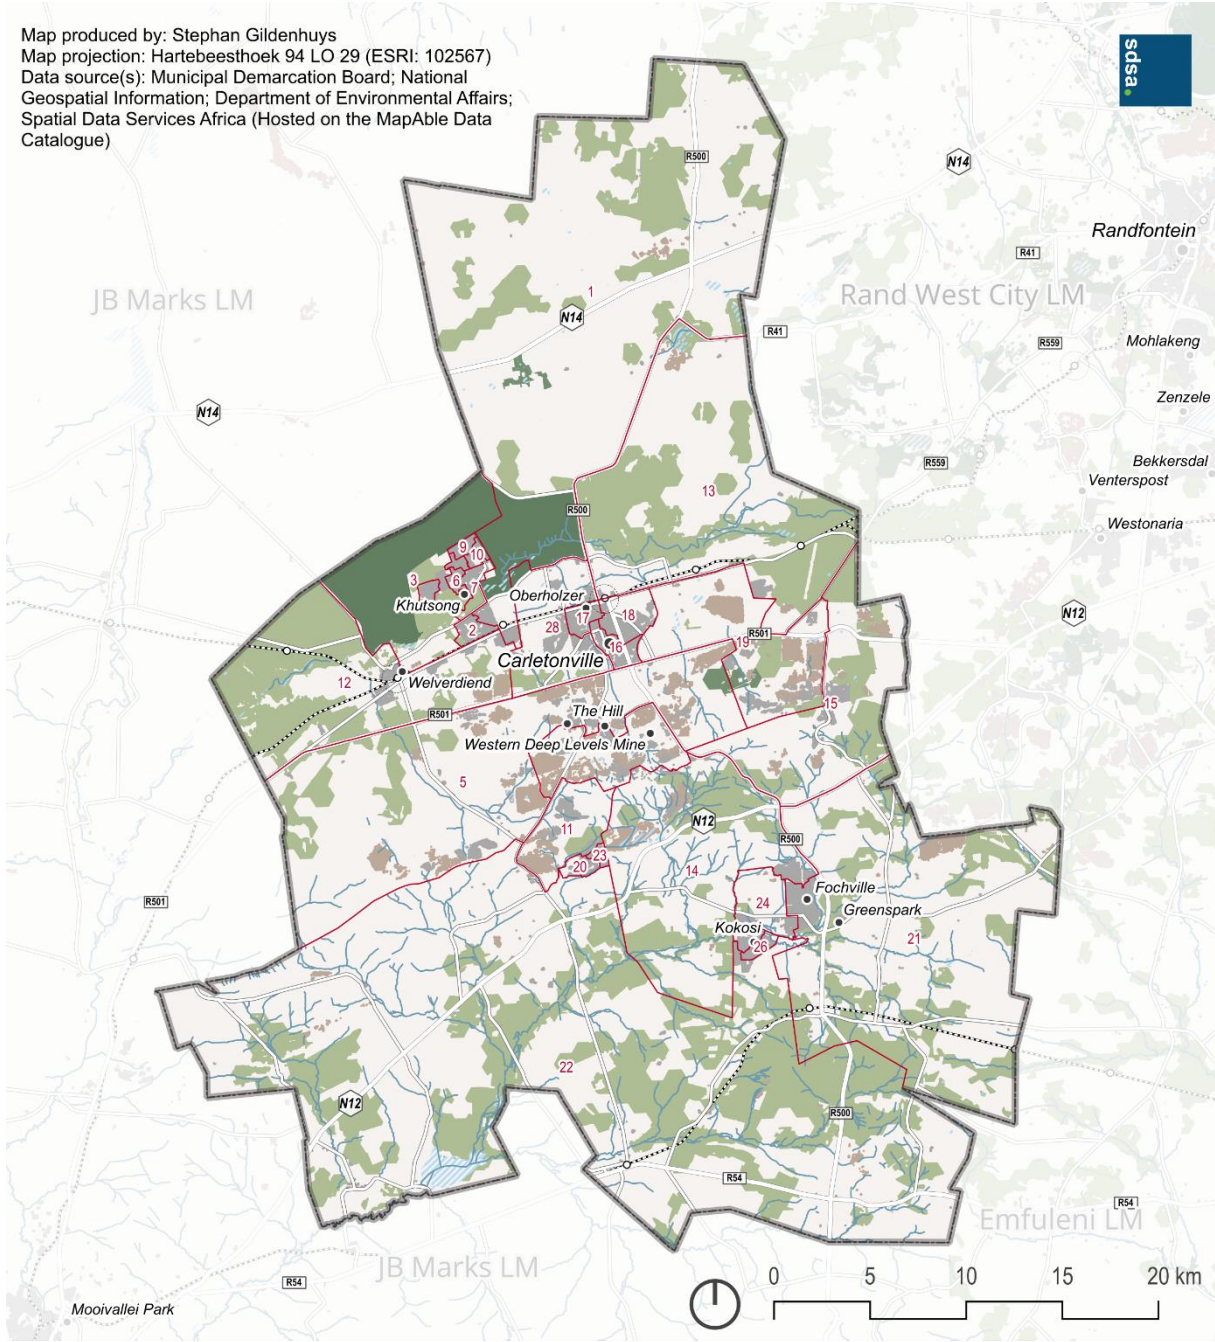 Map produced by: Stephan Gildenhuys
Map projection: Hartebeesthoek 94 LO 29 (ESRI: 102567)
Data source(s): Municipal Demarcation Board; National
Geospatial Information; Department of Environmental Affairs;
Spatial Data Services Africa (Hosted on the MapAble Data
Catalogue)
sdsa.
R500
N14
Randfontein
R41
JB Marks LM
1
Rand West City LM
N14
R41
R559
Mohlakeng
Zenzele
N14
R559
Bekkersdal
Venterspost
13
R500
Westonaria
9
10
3
6
7
Khutsong
Oberholzer
17
18
N12
2
28
16
19
R501
Carletonville
12
Welverdiend
R501
The Hill
15
Western Deep Levels Mine
5
11
N12
R500
23
20
14
Fochville
24
Greenspark
R501
Kokosi
26
21
22
N12
R500
R54
R54
Emfuleni LM
JB Marks LM
R54
Mooivallei Park
0 5 10 15 20 km